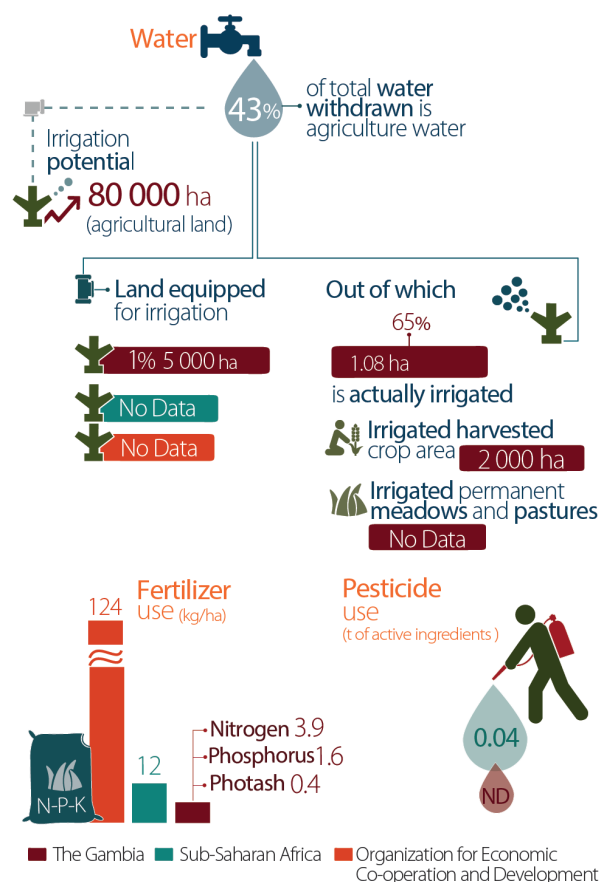 Water
43%
of total water
withdrawn is
agriculture water
Irrigation
potential
80 000 ha
(agricultural land)
Land equipped
for irrigation
1% 5 000 ha
No Data
No Data
Out of which
65%
1.08 ha
is actually irrigated
Irrigated harvested
crop area
2 000 ha
Irrigated permanent
meadows and pastures
No Data
Fertilizer
use (kg/ha)
124
12
N-P-K
Nitrogen 3.9
Phosphorus 1.6
Photash 0.4
Pesticide
use
(t of active ingredients )
0.04
ND
The Gambia
Sub-Saharan Africa
Organization for Economic
Co-operation and Development